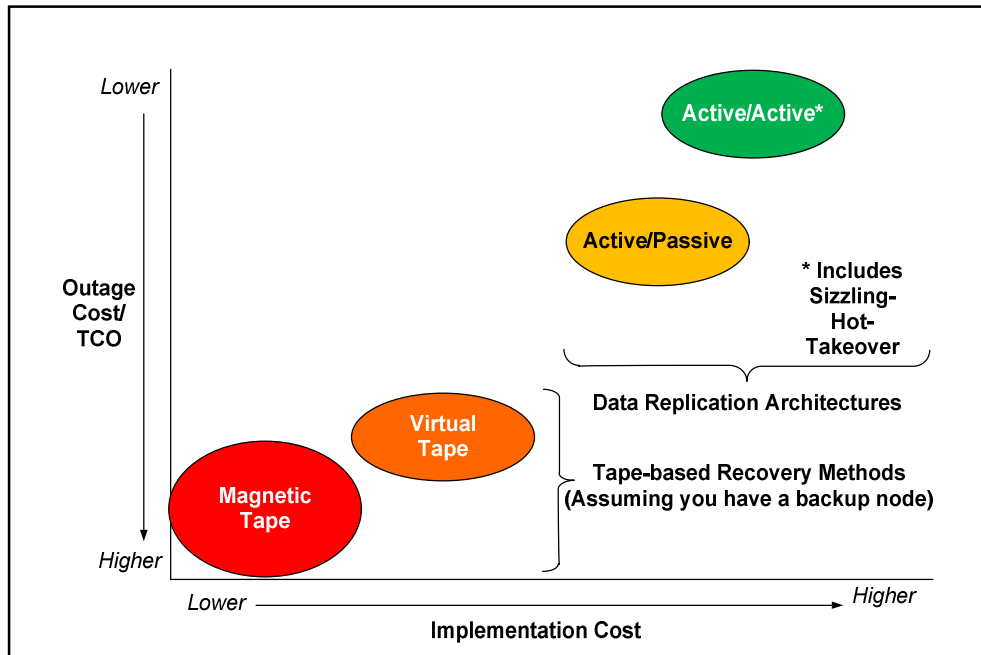 Lower
Active/Active*
Active/Passive
* Includes
Sizzling-
Hot-
Takeover
Outage
Cost/
TCO
Data Replication Architectures
Virtual
Tape
Tape-based Recovery Methods
(Assuming you have a backup node)
Magnetic
Tape
Higher
Lower
Higher
Implementation Cost